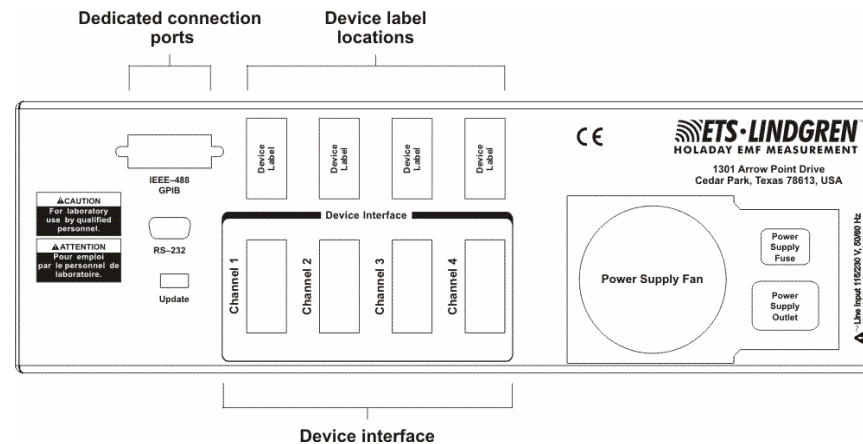 Dedicated connection
ports
Device label
locations
Device
Label
Device
Label
Device
Label
Device
Label
IEEE–488
GPIB
CE
ETS·LINDGREN™
HOLADAY EMF MEASUREMENT
1301 Arrow Point Drive
Cedar Park, Texas 78613, USA
CAUTION
For laboratory
use by qualified
personnel.
ATTENTION
Pour emploi
par le personnel de
laboratoire.
RS–232
Update
Device Interface
Channel 1
Channel 2
Channel 3
Channel 4
Power Supply Fan
Power
Supply
Fuse
Power
Supply
Outlet
~ Line Input 115/230 V, 50/60 Hz
Device interface